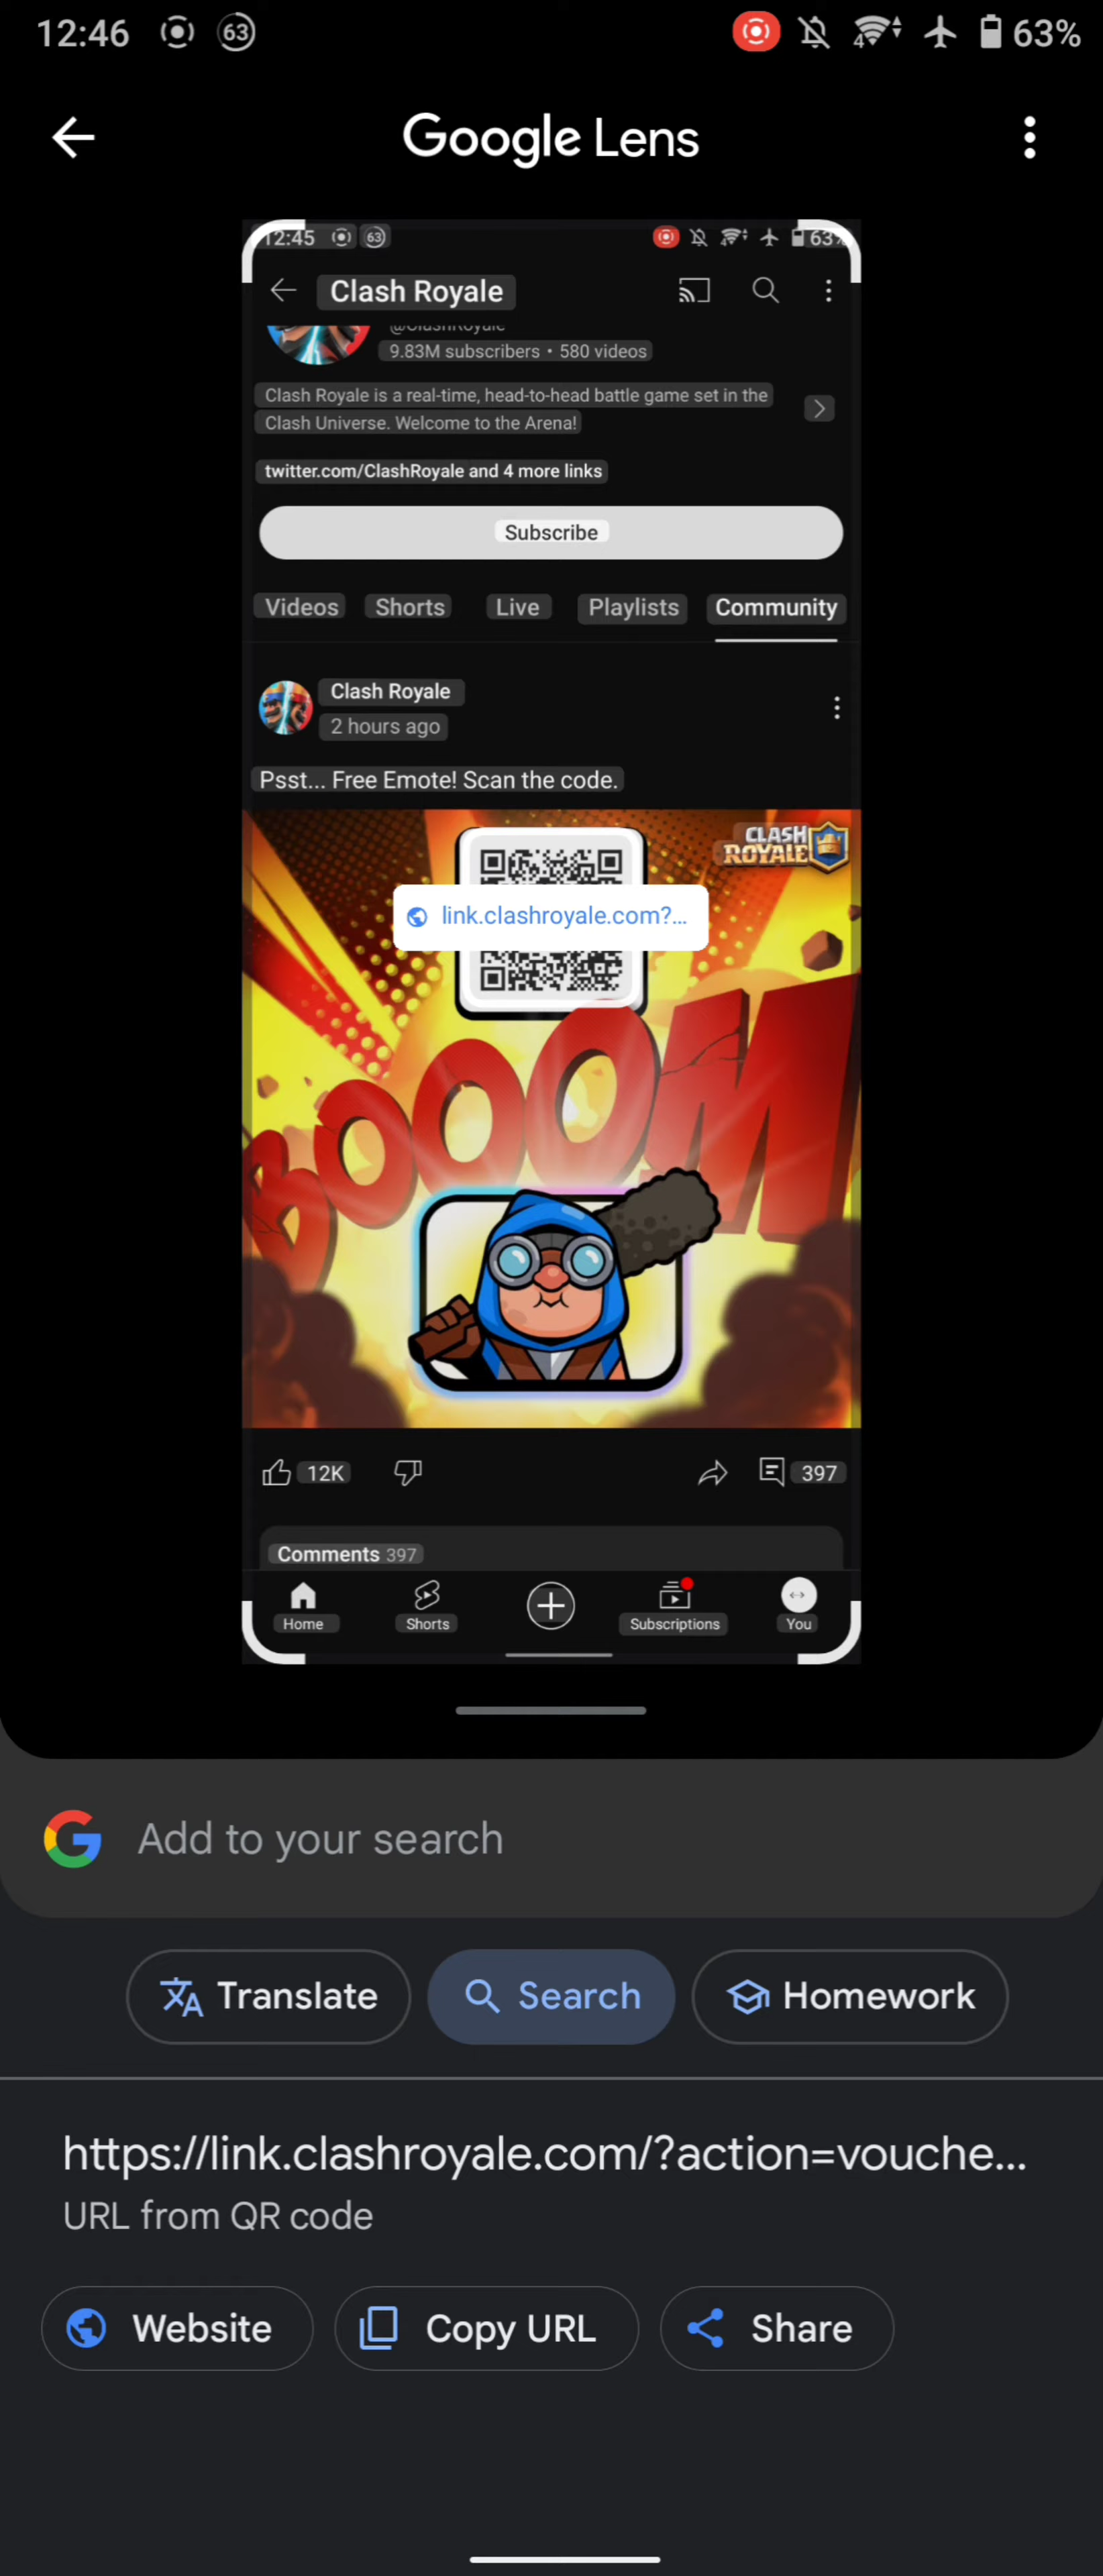 12:46 63 4 63%
Google Lens
12:45 63 63%
Clash Royale
@ClashRoyale
9.83M subscribers • 580 videos
Clash Royale is a real-time, head-to-head battle game set in the
Clash Universe. Welcome to the Arena!
twitter.com/ClashRoyale and 4 more links
Subscribe
Videos Shorts Live Playlists Community
Clash Royale
2 hours ago
Psst... Free Emote! Scan the code.
CLASH
ROYALE
link.clashroyale.com?...
BOOOM
12K 397
Comments 397
Home Shorts Subscriptions You
Add to your search
Translate Search Homework
https://link.clashroyale.com/?action=vouche...
URL from QR code
Website Copy URL Share